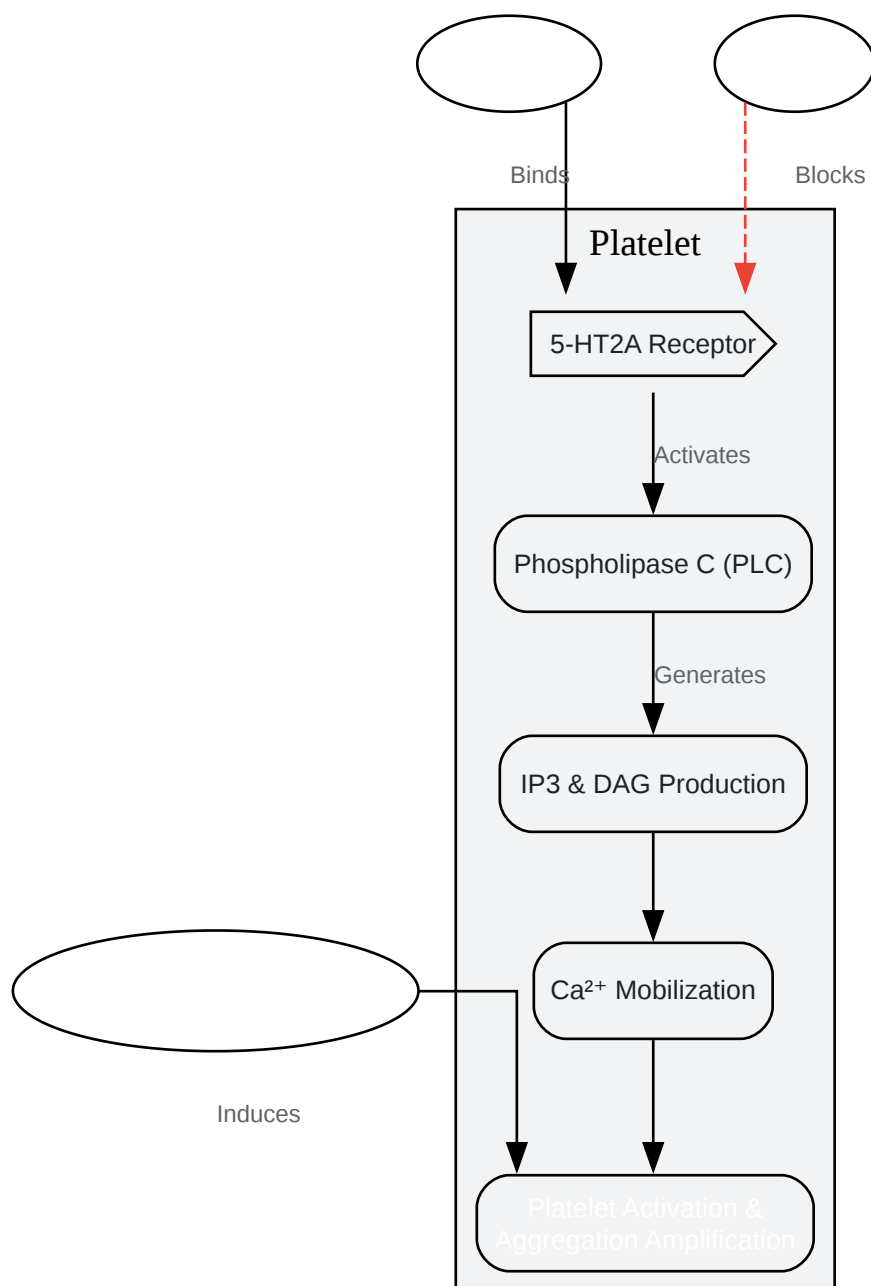 Binds
Blocks
Platelet
5-HT2A Receptor
Activates
Phospholipase C (PLC)
Generates
IP3 & DAG Production
Ca²⁺ Mobilization
Induces
Platelet Activation &
Aggregation Amplification